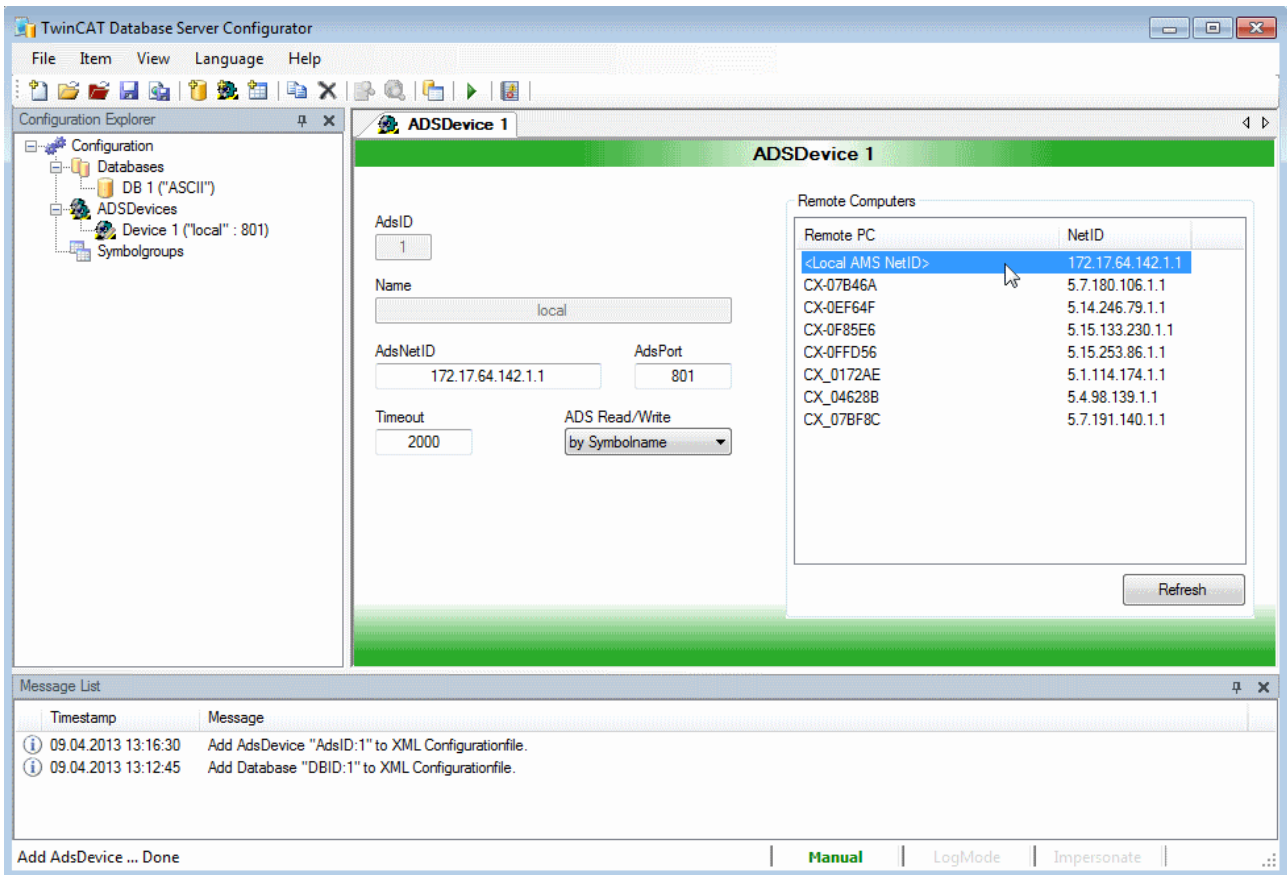 TwinCAT Database Server Configurator
File Item View Language Help
Configuration Explorer
Configuration
Databases
DB 1 ("ASCII")
ADSDevices
Device 1 ("local" : 801)
Symbolgroups
ADSDevice 1
ADSDevice 1
AdsID
1
Name
local
AdsNetID AdsPort
172.17.64.142.1.1 801
Timeout ADS Read/Write
2000 by Symbolname
Remote Computers
Remote PC NetID
<Local AMS NetID> 172.17.64.142.1.1
CX-07B46A 5.7.180.106.1.1
CX-0EF64F 5.14.246.79.1.1
CX-0F85E6 5.15.133.230.1.1
CX-0FFD56 5.15.253.86.1.1
CX_0172AE 5.1.114.174.1.1
CX_04628B 5.4.98.139.1.1
CX_07BF8C 5.7.191.140.1.1
Refresh
Message List
Timestamp Message
09.04.2013 13:16:30 Add AdsDevice "AdsID:1" to XML Configurationfile.
09.04.2013 13:12:45 Add Database "DBID:1" to XML Configurationfile.
Add AdsDevice ... Done Manual LogMode Impersonate